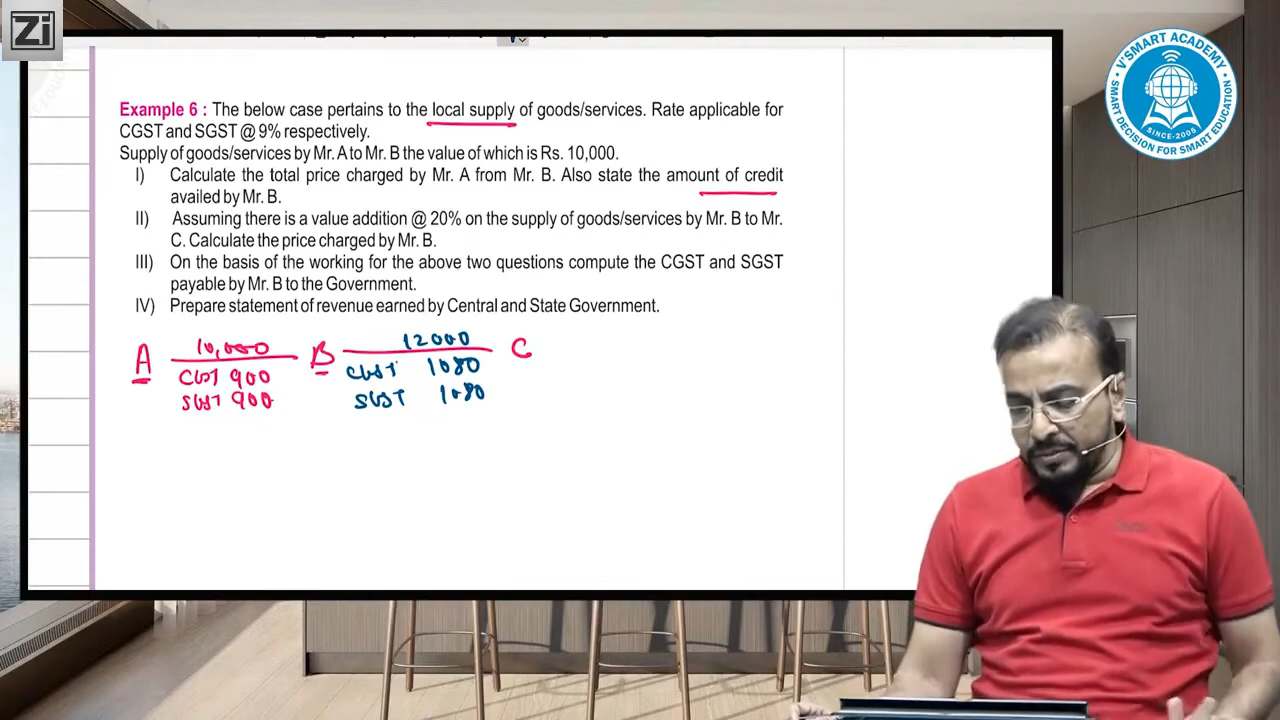 Zi
V'SMART ACADEMY
SINCE-2005
SMART DECISION FOR SMART EDUCATION
Example 6 : The below case pertains to the local supply of goods/services. Rate applicable for
CGST and SGST @ 9% respectively.
Supply of goods/services by Mr. A to Mr. B the value of which is Rs. 10,000.
I) Calculate the total price charged by Mr. A from Mr. B. Also state the amount of credit
availed by Mr. B.
II) Assuming there is a value addition @ 20% on the supply of goods/services by Mr. B to Mr.
C. Calculate the price charged by Mr. B.
III) On the basis of the working for the above two questions compute the CGST and SGST
payable by Mr. B to the Government.
IV) Prepare statement of revenue earned by Central and State Government.
A 10,000 B 12000 C
CGST 900 CGST 1080
SGST 900 SGST 1080